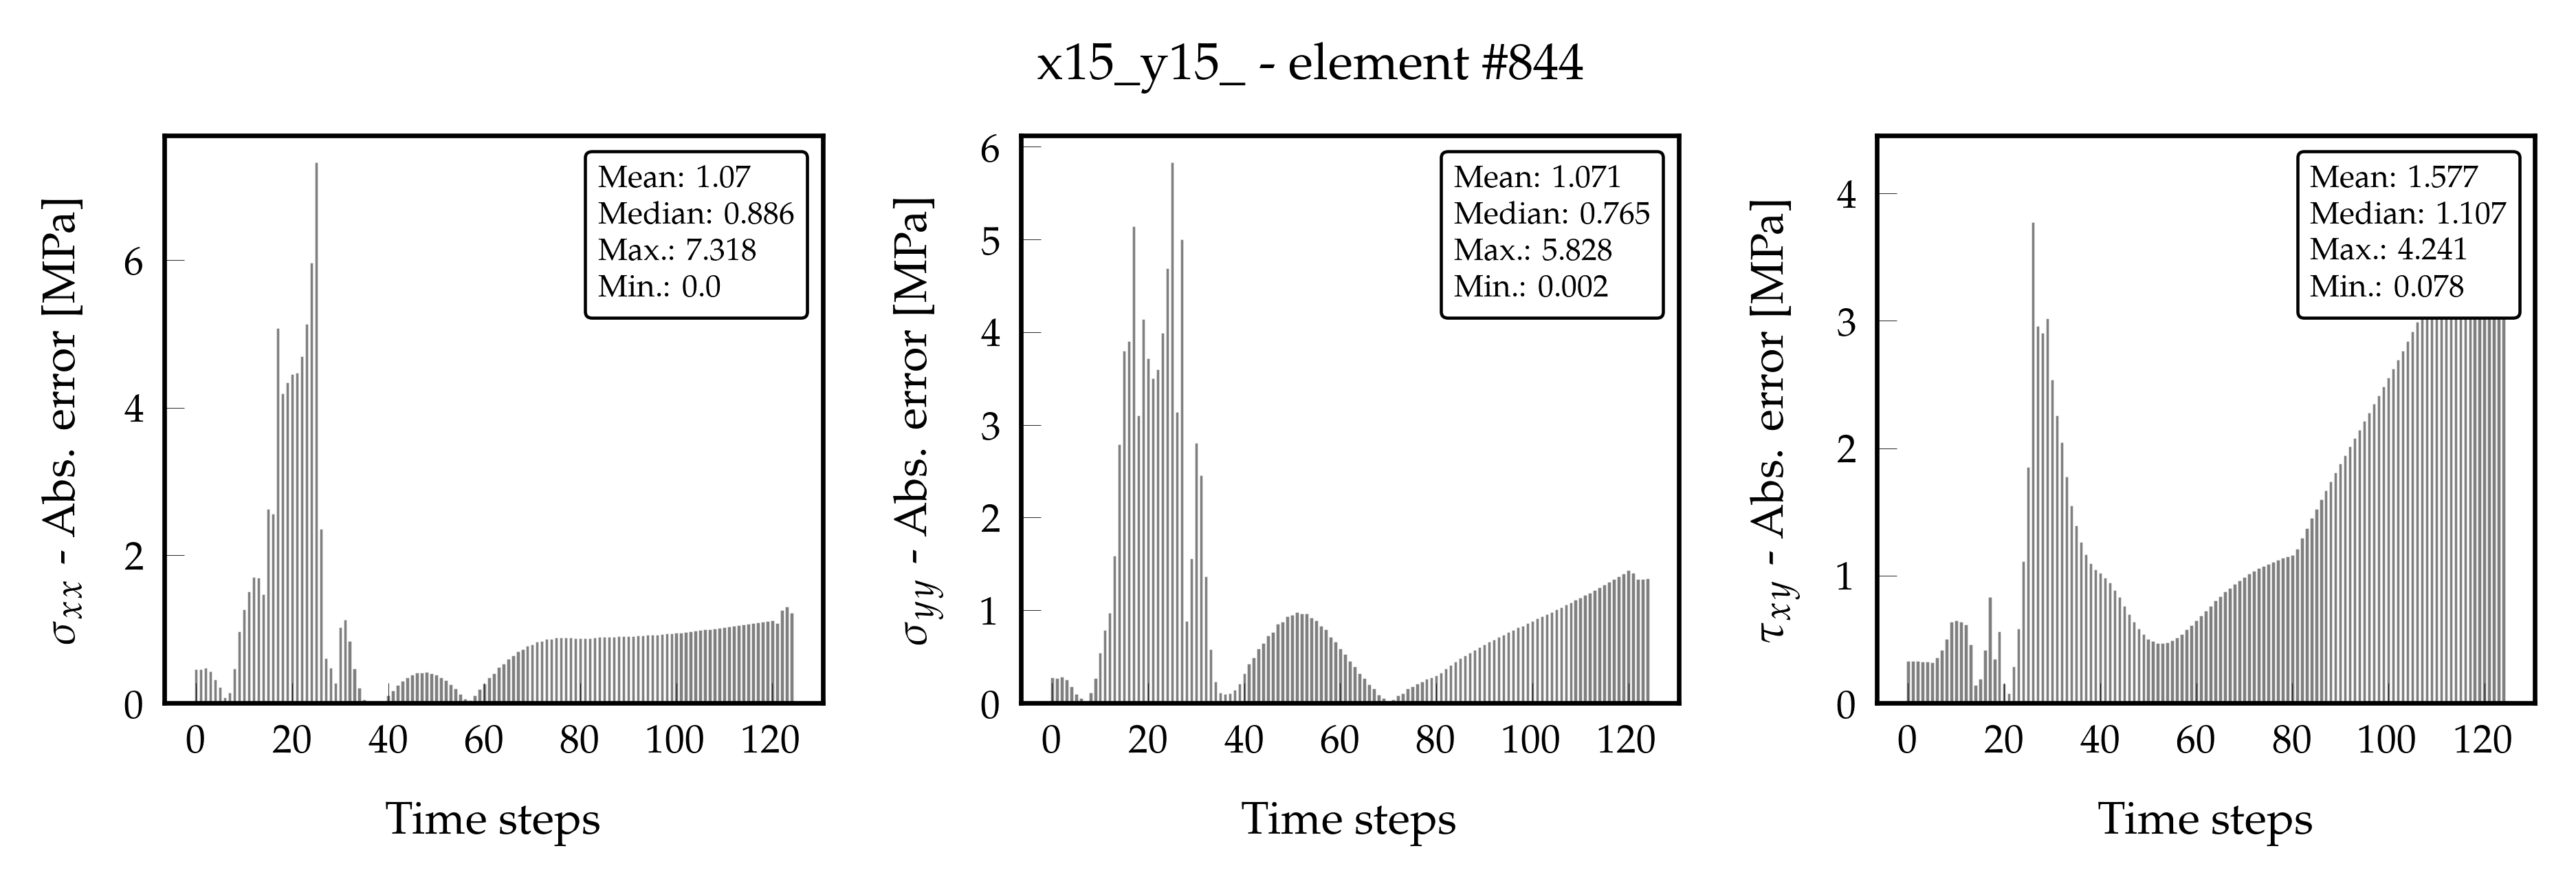 x15_y15_ - element #844
σxx - Abs. error [MPa]
6
4
2
0
0 20 40 60 80 100 120
Time steps
Mean: 1.07
Median: 0.886
Max.: 7.318
Min.: 0.0
σyy - Abs. error [MPa]
6
5
4
3
2
1
0
0 20 40 60 80 100 120
Time steps
Mean: 1.071
Median: 0.765
Max.: 5.828
Min.: 0.002
τxy - Abs. error [MPa]
4
3
2
1
0
0 20 40 60 80 100 120
Time steps
Mean: 1.577
Median: 1.107
Max.: 4.241
Min.: 0.078